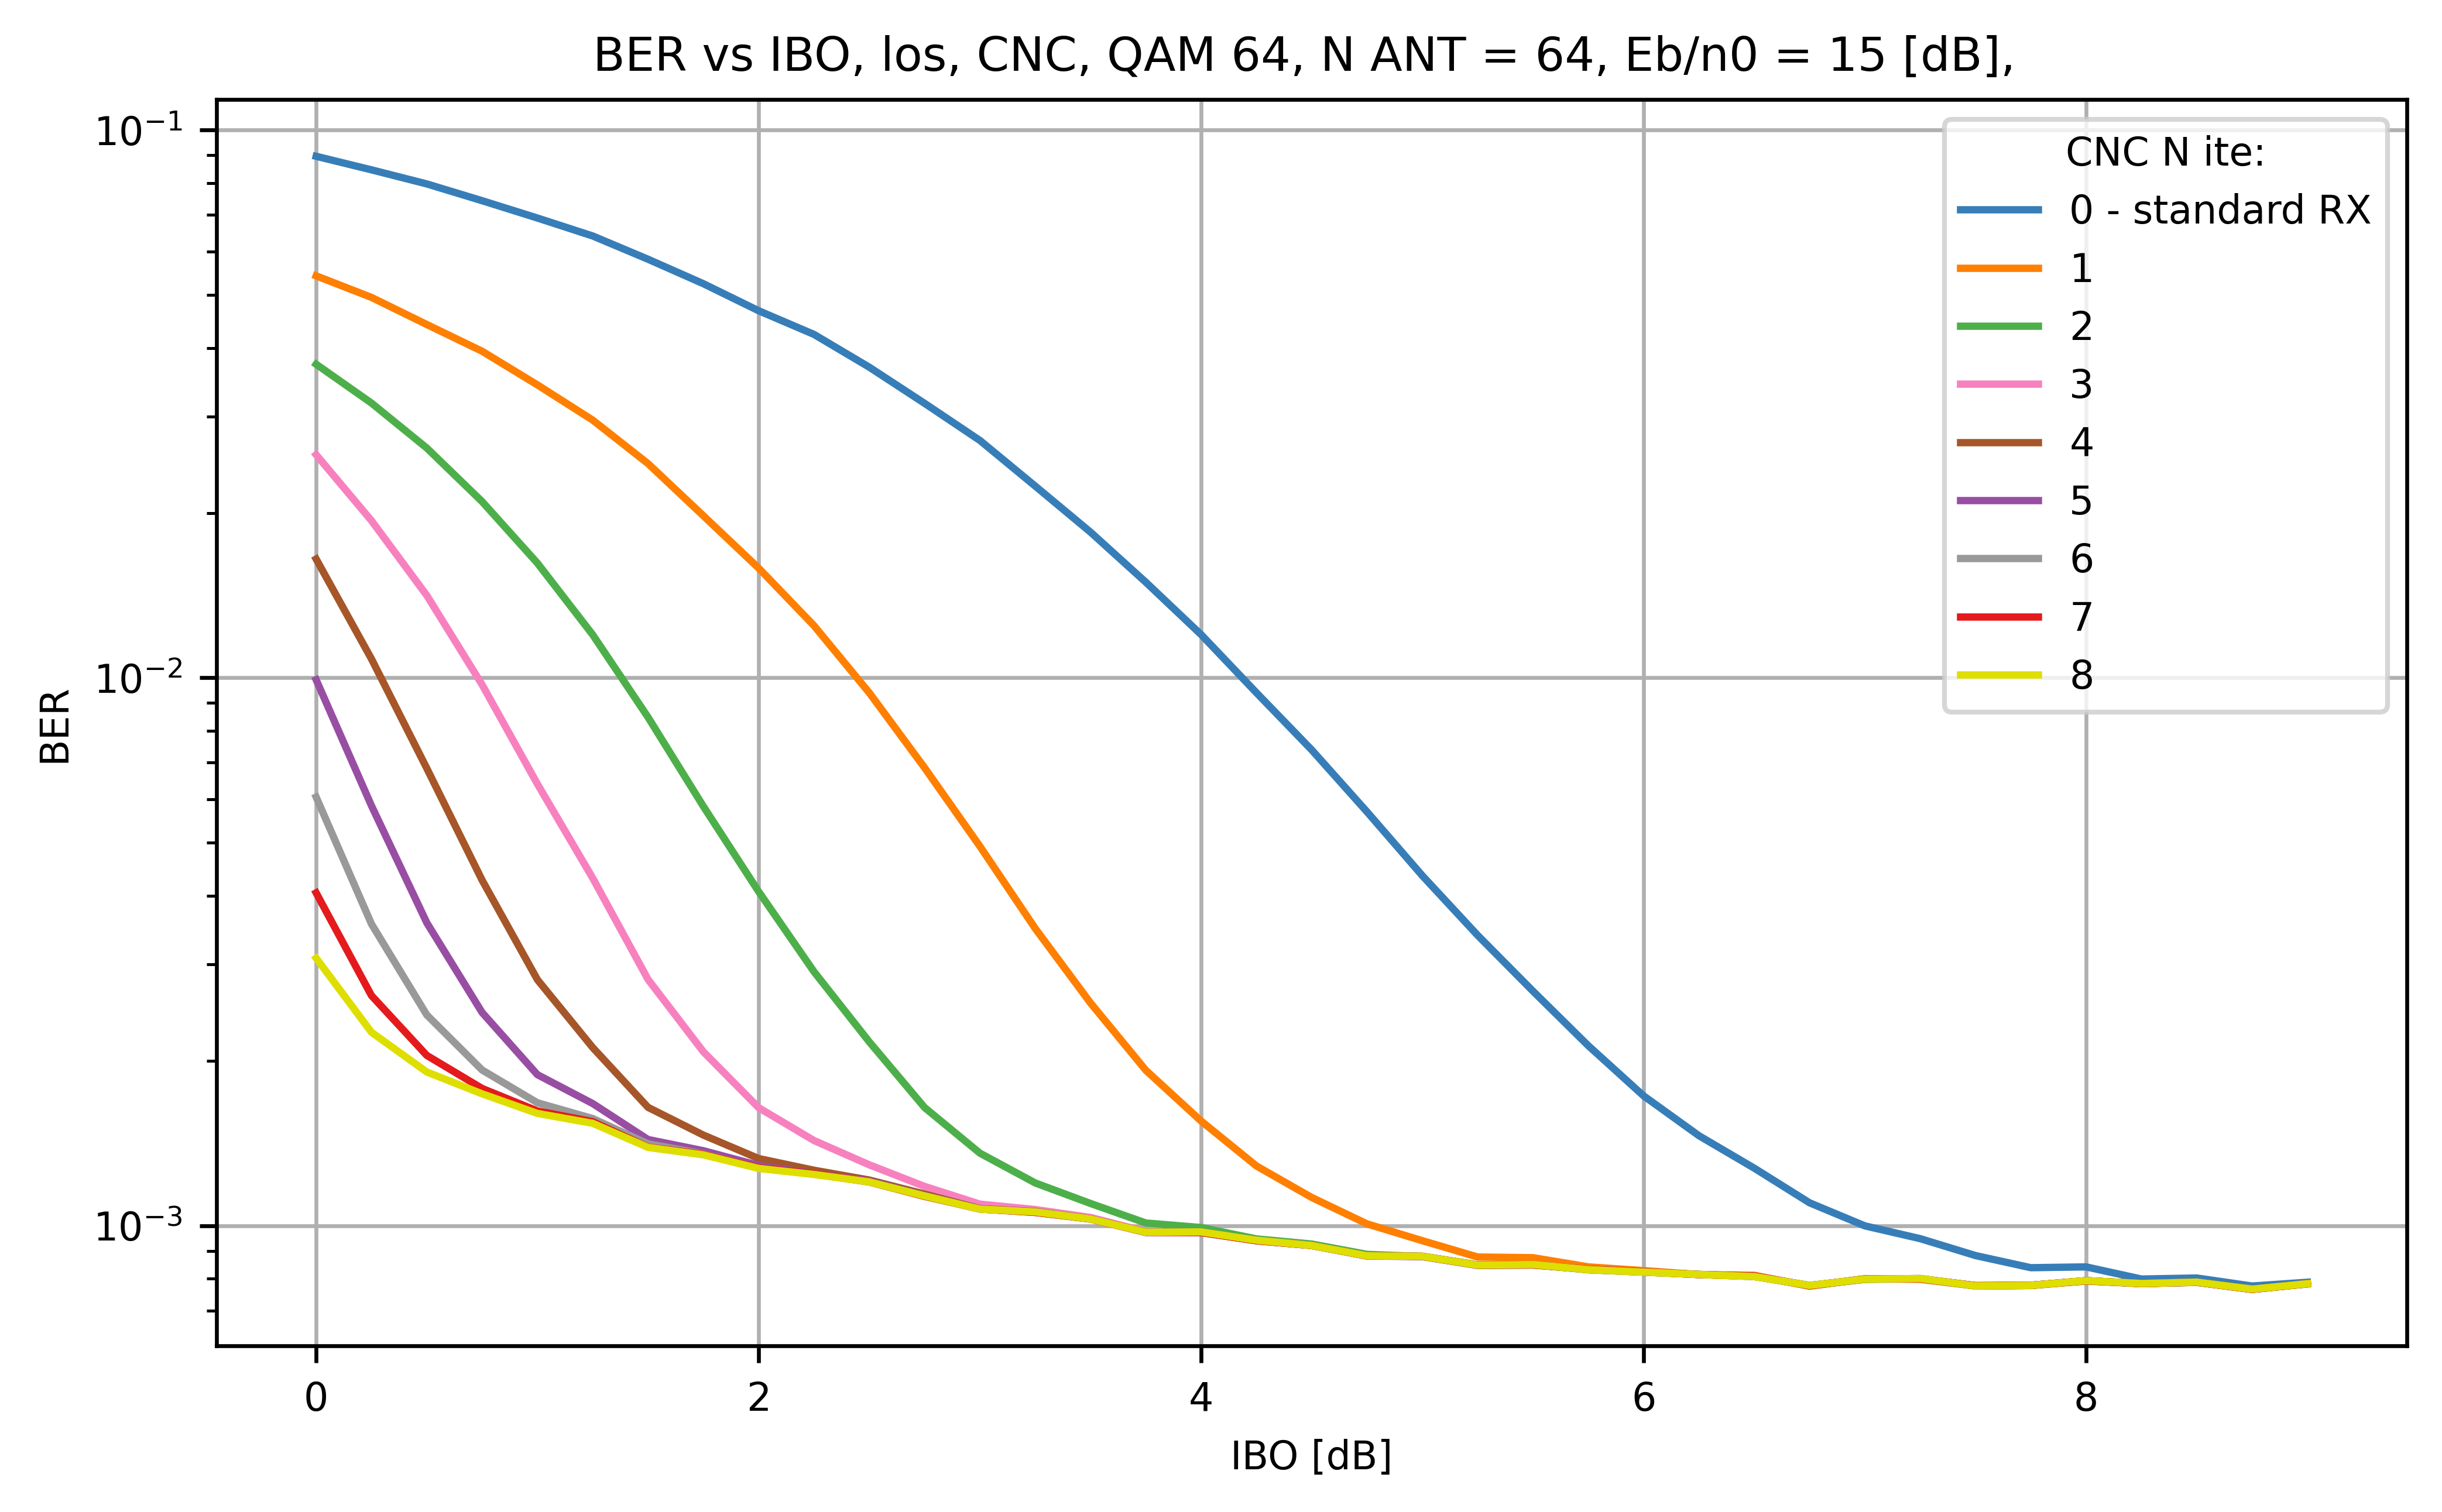 BER vs IBO, los, CNC, QAM 64, N ANT = 64, Eb/n0 = 15 [dB],
10⁻¹
10⁻²
10⁻³
BER
CNC N ite:
0 - standard RX
1
2
3
4
5
6
7
8
0 2 4 6 8
IBO [dB]